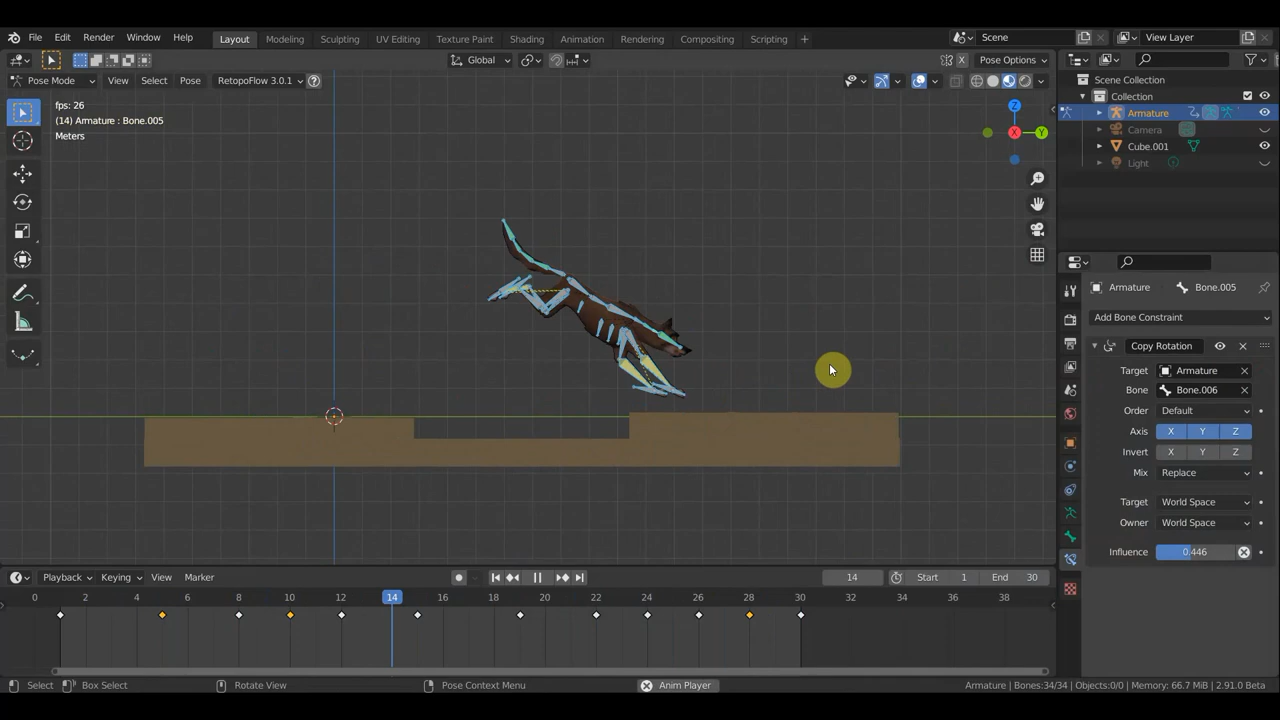 File Edit Render Window Help Layout Modeling Sculpting UV Editing Texture Paint Shading Animation Rendering Compositing Scripting + Scene View Layer
Global Pose Options
Pose Mode View Select Pose RetopoFlow 3.0.1
fps: 26
(14) Armature : Bone.005
Meters
Z
X
Y
Scene Collection
Collection
Armature
Camera
Cube.001
Light
Armature Bone.005
Add Bone Constraint
Copy Rotation
Target Armature
Bone Bone.006
Order Default
Axis X Y Z
Invert X Y Z
Mix Replace
Target World Space
Owner World Space
Influence 0.446
Playback Keying View Marker 14 Start 1 End 30
0 2 4 6 8 10 12 14 16 18 20 22 24 26 28 30 32 34 36 38
Select Box Select Rotate View Pose Context Menu Anim Player Armature | Bones:34/34 | Objects:0/0 | Memory: 66.7 MiB | 2.91.0 Beta